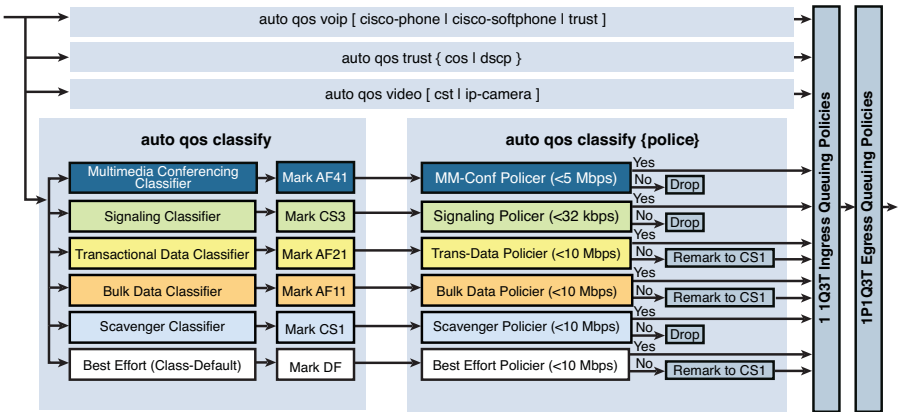 auto qos voip [ cisco-phone | cisco-softphone | trust ]
auto qos trust { cos | dscp }
auto qos video [ cst | ip-camera ]
auto qos classify
auto qos classify {police}
Multimedia Conferencing
Classifier
Mark AF41
MM-Conf Policer (<5 Mbps)
Yes
No
Drop
Signaling Classifier
Mark CS3
Signaling Policer (<32 kbps)
Yes
No
Drop
Transactional Data Classifier
Mark AF21
Trans-Data Policier (<10 Mbps)
Yes
No
Remark to CS1
Bulk Data Classifier
Mark AF11
Bulk Data Policier (<10 Mbps)
Yes
No
Remark to CS1
Scavenger Classifier
Mark CS1
Scavenger Policier (<10 Mbps)
Yes
No
Drop
Best Effort (Class-Default)
Mark DF
Best Effort Policier (<10 Mbps)
Yes
No
Remark to CS1
1 11Q3T Ingress Queuing Policies
1P1Q3T Egress Queuing Policies